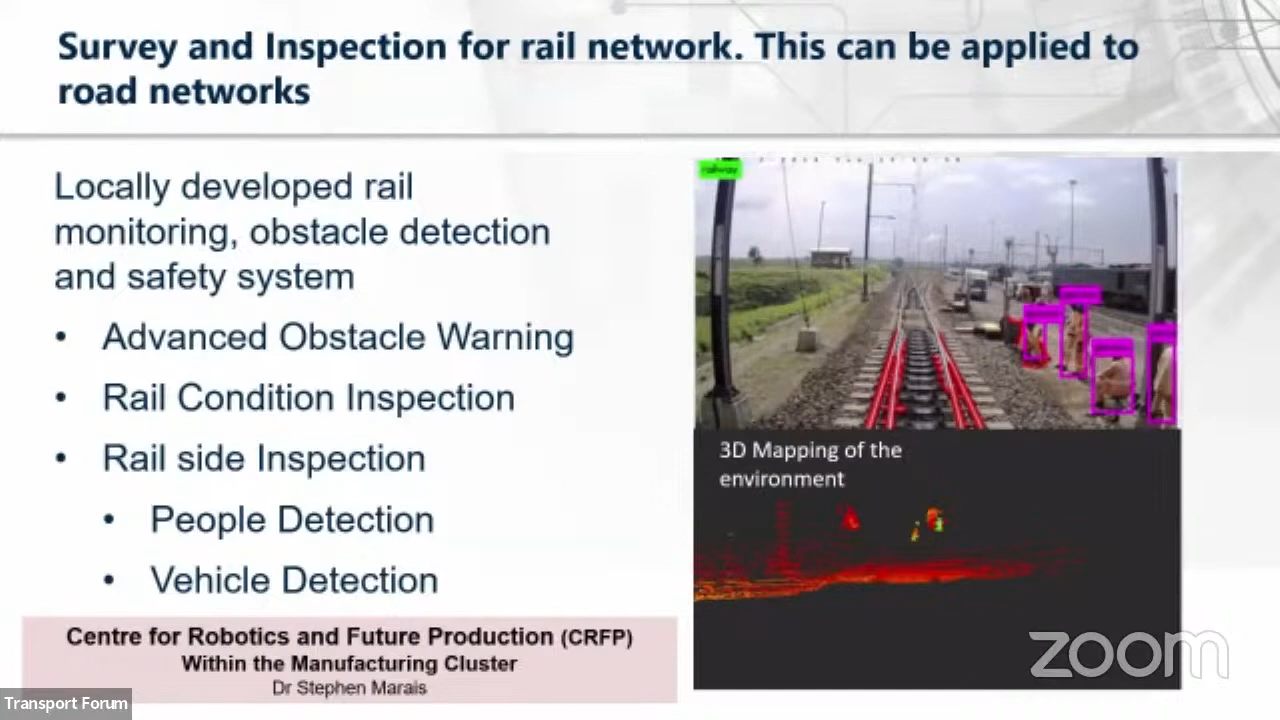 Survey and Inspection for rail network. This can be applied to
road networks
Locally developed rail
monitoring, obstacle detection
and safety system
• Advanced Obstacle Warning
• Rail Condition Inspection
• Rail side Inspection
• People Detection
• Vehicle Detection
railway
3D Mapping of the
environment
Centre for Robotics and Future Production (CRFP)
Within the Manufacturing Cluster
Dr Stephen Marais
zoom
Transport Forum